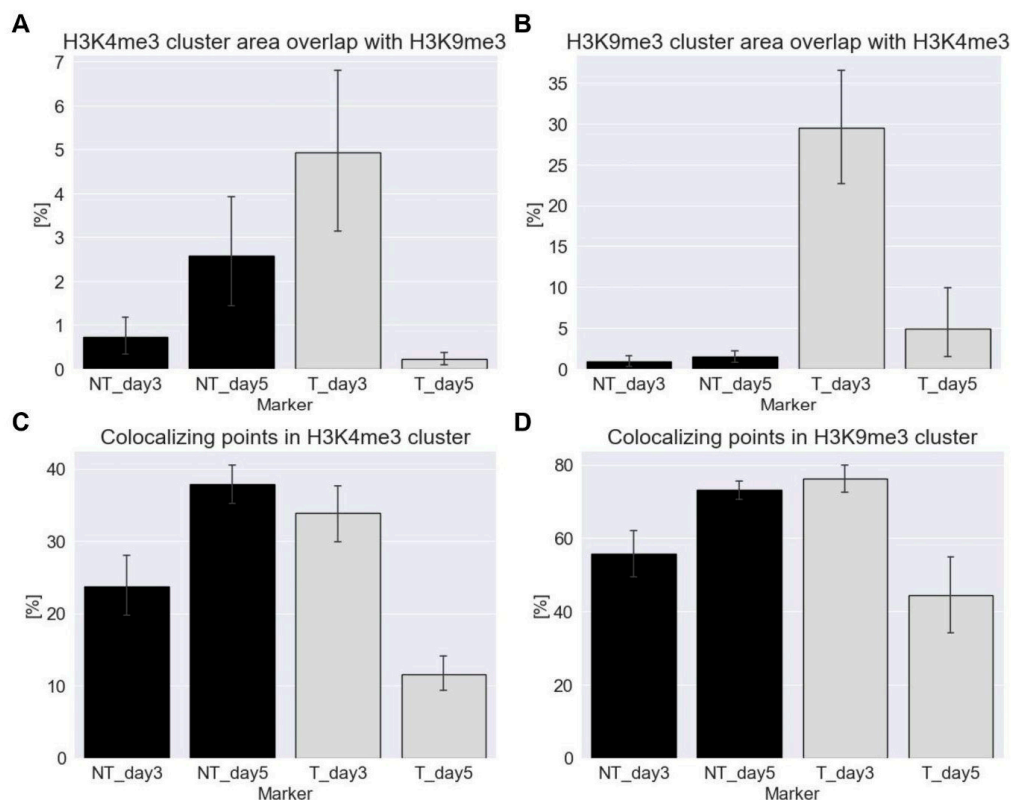 A
H3K4me3 cluster area overlap with H3K9me3
7
6
5
4
3
2
1
0
[%]
NT_day3 NT_day5 T_day3 T_day5
Marker
B
H3K9me3 cluster area overlap with H3K4me3
35
30
25
20
15
10
5
0
[%]
NT_day3 NT_day5 T_day3 T_day5
Marker
C
Colocalizing points in H3K4me3 cluster
40
30
20
10
0
[%]
NT_day3 NT_day5 T_day3 T_day5
Marker
D
Colocalizing points in H3K9me3 cluster
80
60
40
20
0
[%]
NT_day3 NT_day5 T_day3 T_day5
Marker